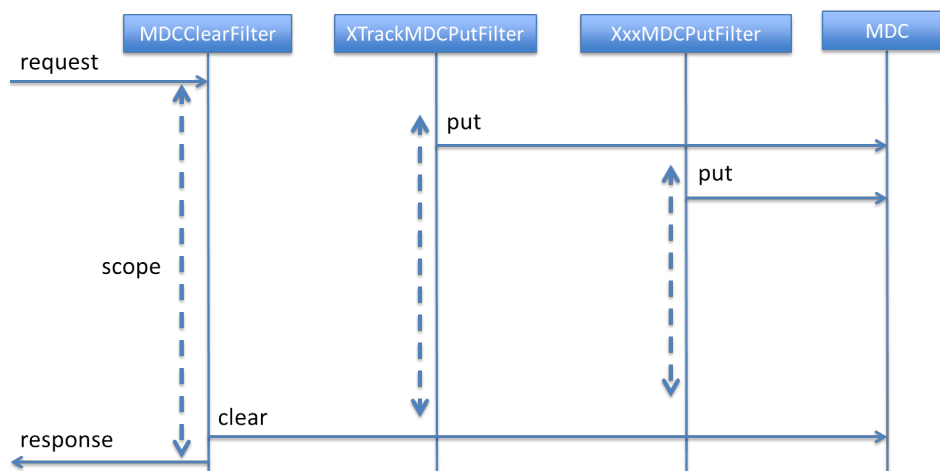 MDCClearFilter
XTrackMDCPutFilter
XxxMDCPutFilter
MDC
request
put
put
scope
clear
response